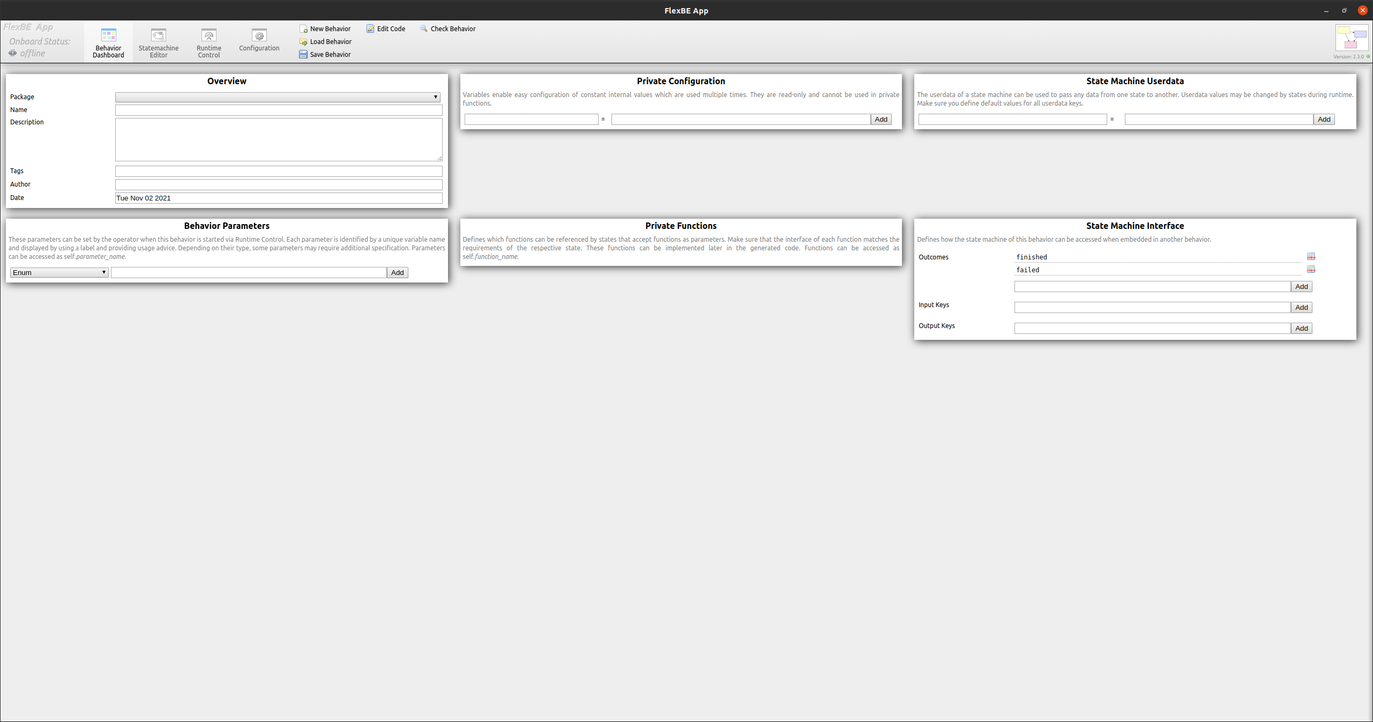 FlexBE App
FlexBE App
Onboard Status:
offline
Behavior
Dashboard
Statemachine
Editor
Runtime
Control
Configuration
New Behavior
Load Behavior
Save Behavior
Edit Code
Check Behavior
Version: 2.3.0
Overview
Package
Name
Description
Tags
Author
Date
Tue Nov 02 2021
Private Configuration
Variables enable easy configuration of constant internal values which are used multiple times. They are read-only and cannot be used in private
functions.
=
Add
State Machine Userdata
The userdata of a state machine can be used to pass any data from one state to another. Userdata values may be changed by states during runtime.
Make sure you define default values for all userdata keys.
=
Add
Behavior Parameters
These parameters can be set by the operator when this behavior is started via Runtime Control. Each parameter is identified by a unique variable name
and displayed by using a label and providing usage advice. Depending on their type, some parameters may require additional specification. Parameters
can be accessed as self.parameter_name.
Enum
Add
Private Functions
Defines which functions can be referenced by states that accept functions as parameters. Make sure that the interface of each function matches the
requirements of the respective state. These functions can be implemented later in the generated code. Functions can be accessed as
self.function_name.
State Machine Interface
Defines how the state machine of this behavior can be accessed when embedded in another behavior.
Outcomes
finished
failed
Add
Input Keys
Add
Output Keys
Add